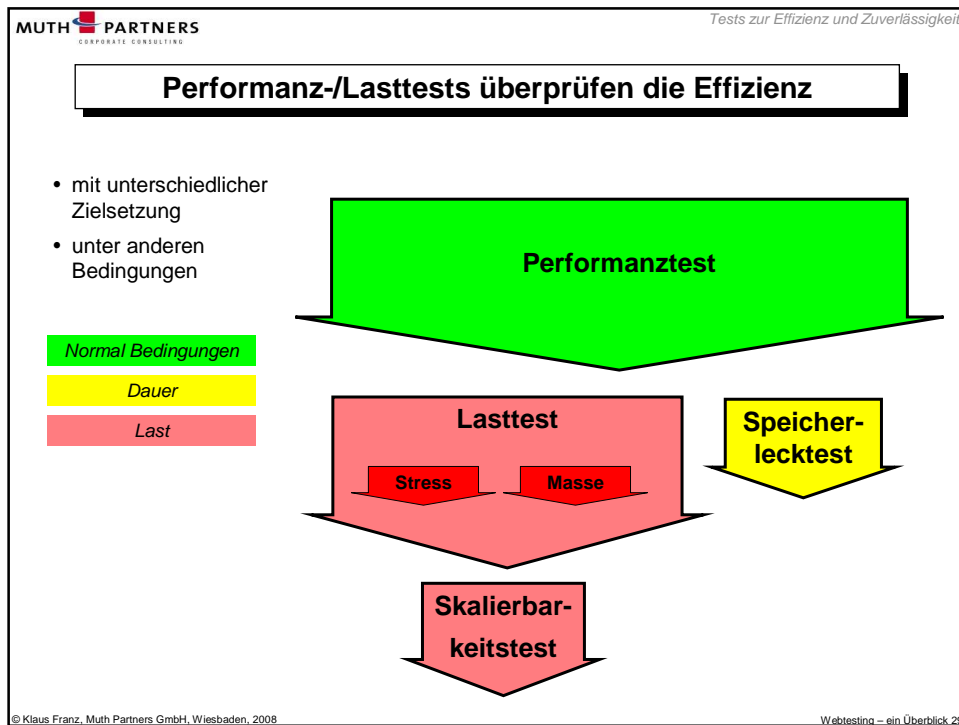 MUTH PARTNERS
CORPORATE CONSULTING
Tests zur Effizienz und Zuverlässigkeit
Performanz-/Lasttests überprüfen die Effizienz
• mit unterschiedlicher
Zielsetzung
• unter anderen
Bedingungen
Performanztest
Normal Bedingungen
Dauer
Last
Lasttest
Stress
Masse
Speicher-
lecktest
Skalierbar-
keitstest
© Klaus Franz, Muth Partners GmbH, Wiesbaden, 2008
Webtesting – ein Überblick